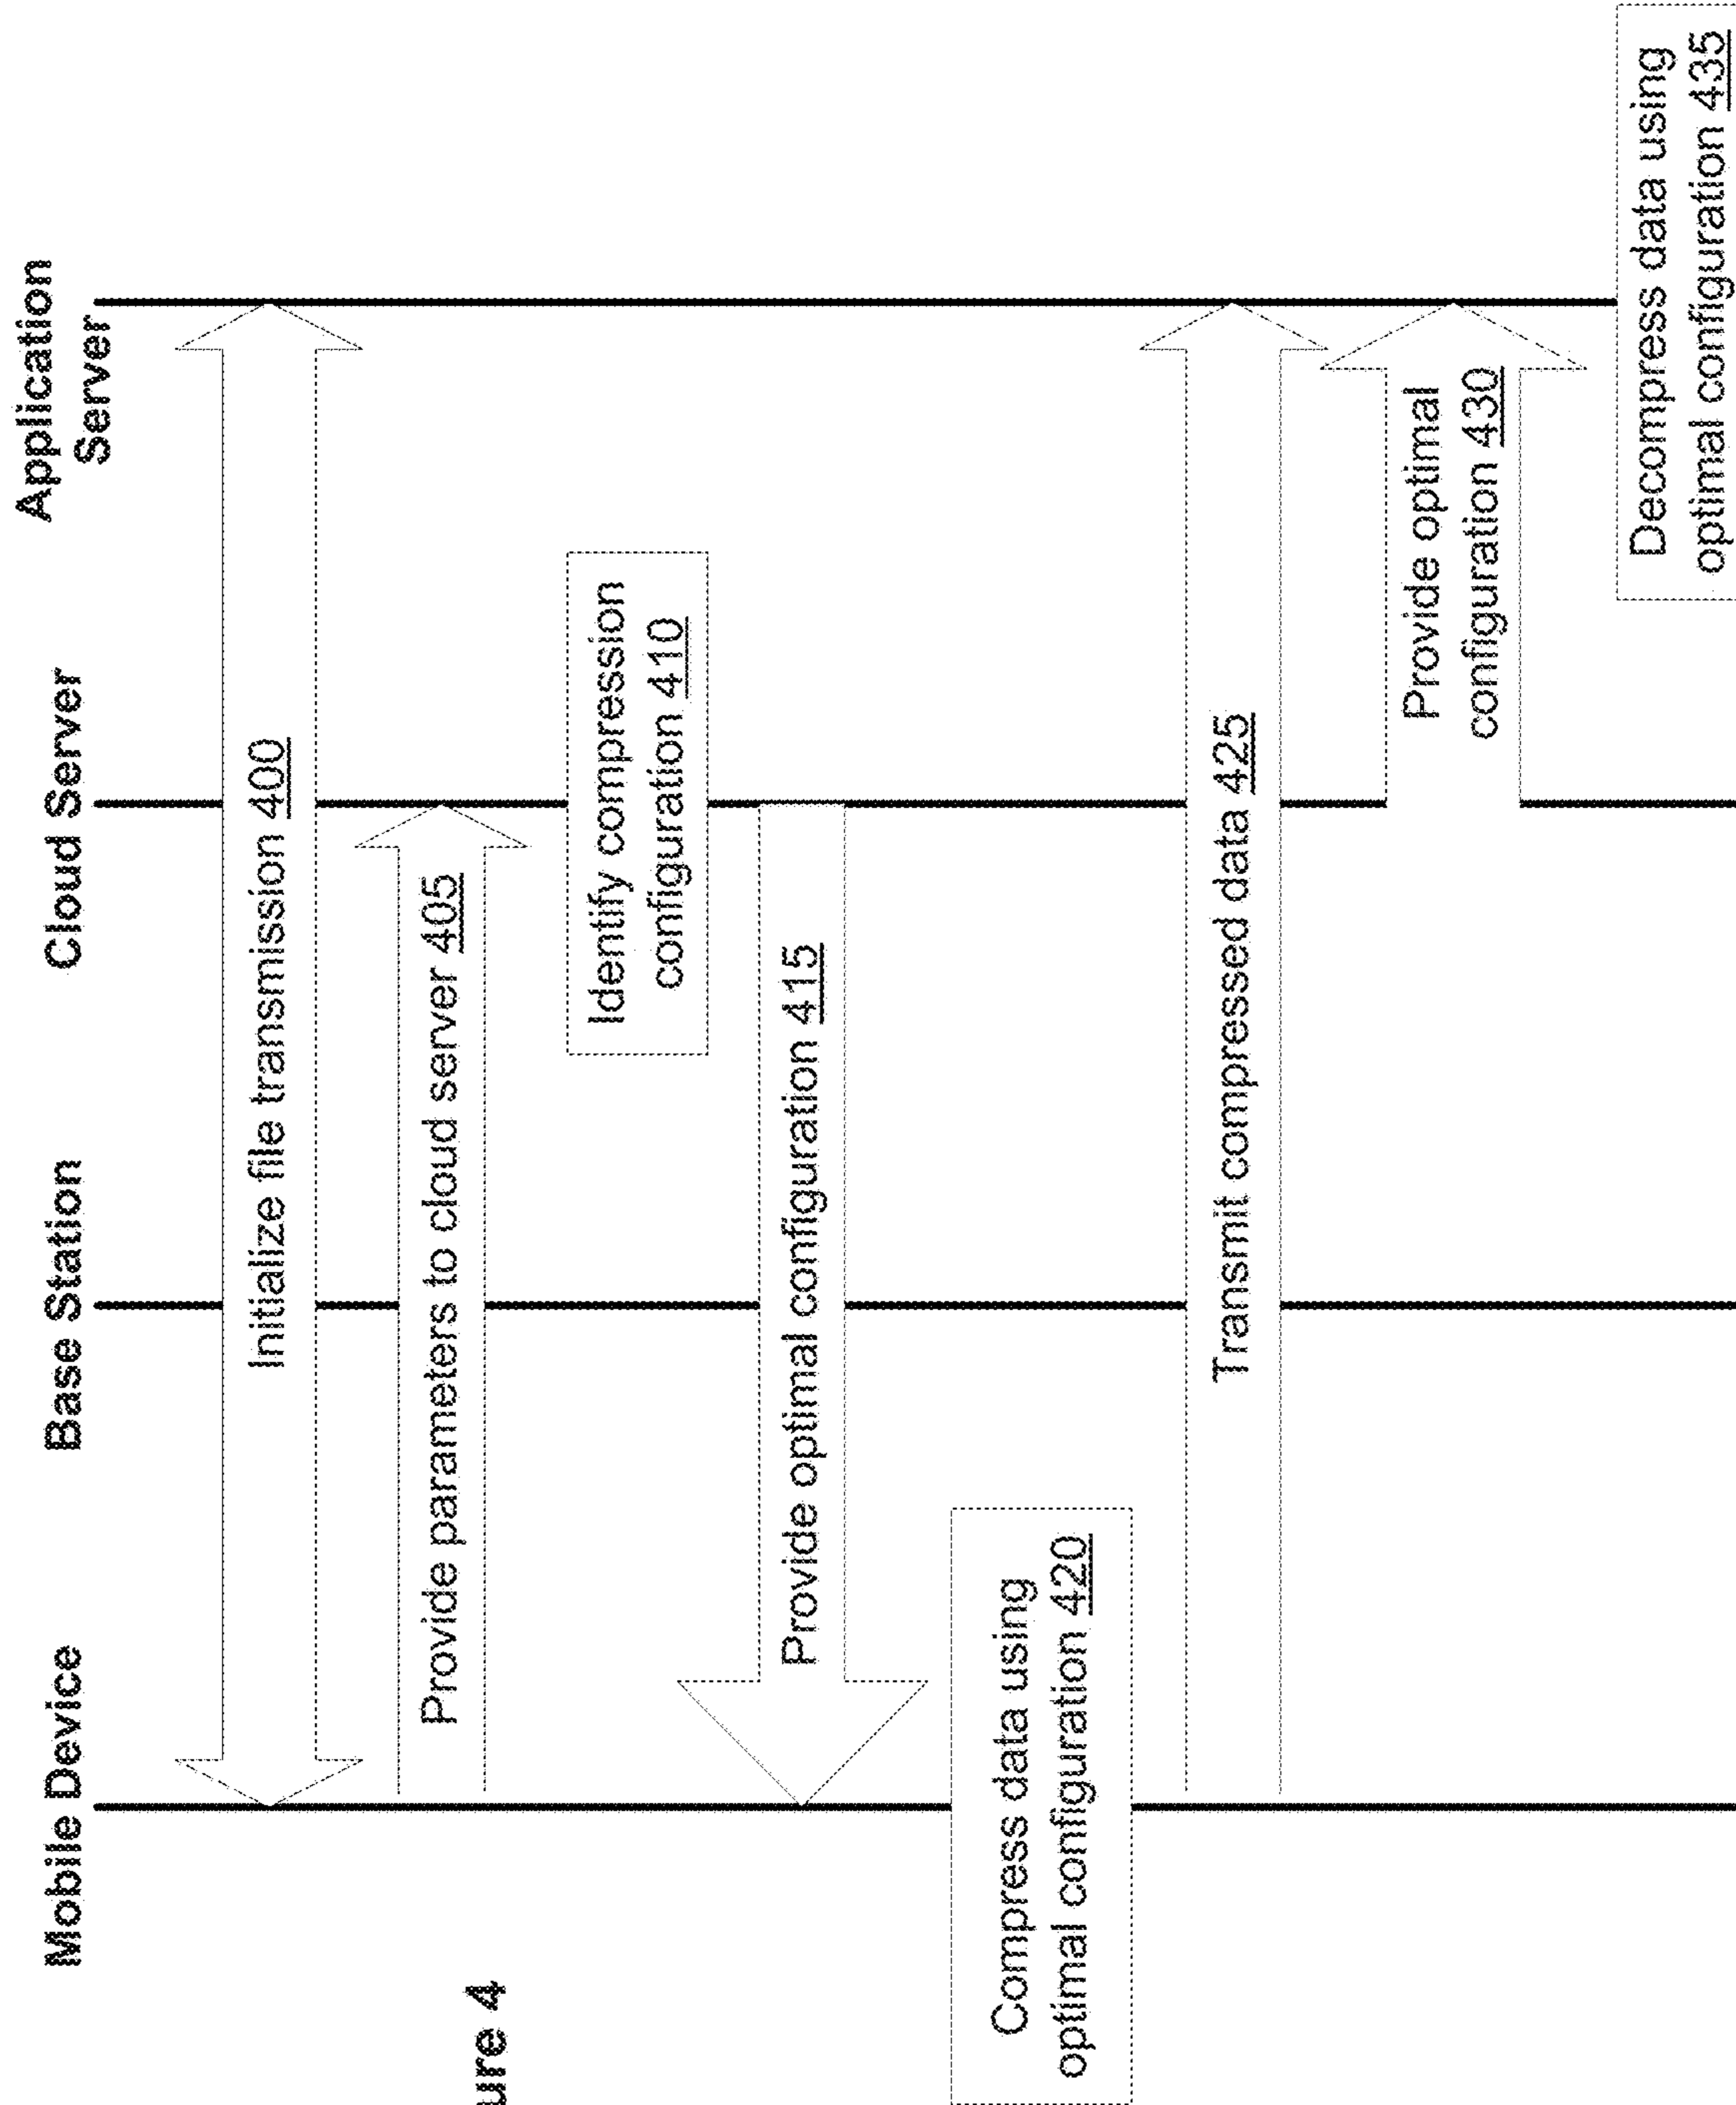 Mobile Device
Base Station
Cloud Server
Application
Server
Initialize file transmission 400
Provide parameters to cloud server 405
ure 4
Identify compression
configuration 410
Provide optimal configuration 415
Compress data using
optimal configuration 420
Transmit compressed data 425
Provide optimal
configuration 430
Decompress data using
optimal configuration 435